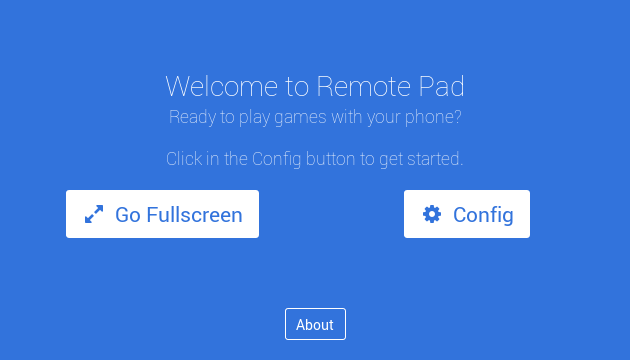 Welcome to Remote Pad
Ready to play games with your phone?
Click in the Config button to get started.
Go Fullscreen
Config
About